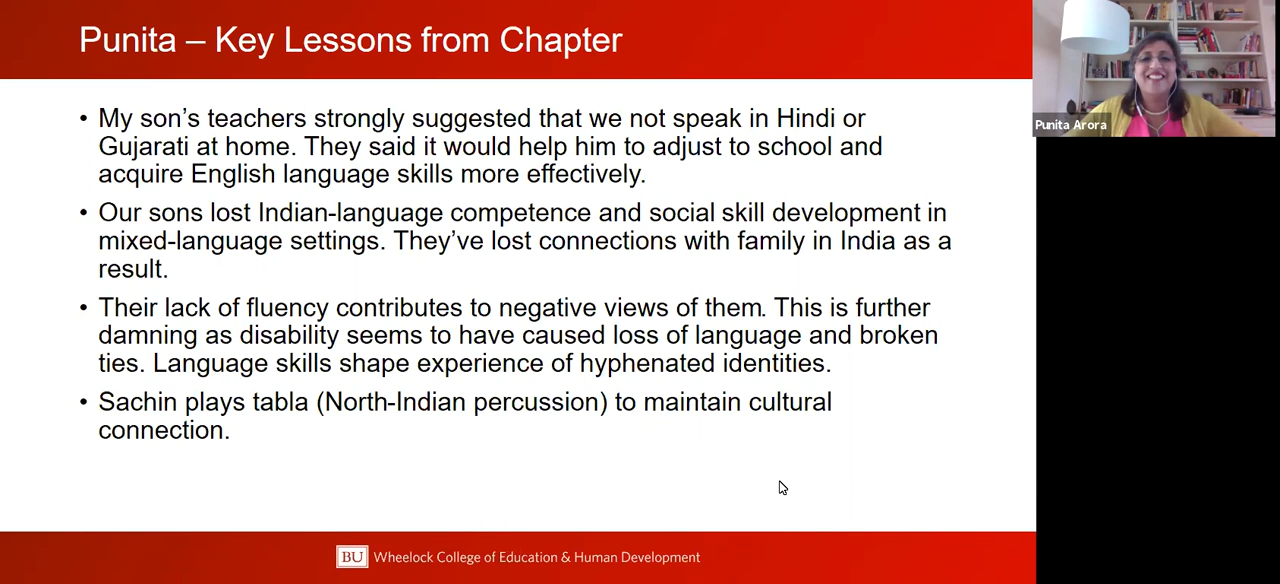 Punita – Key Lessons from Chapter
• My son’s teachers strongly suggested that we not speak in Hindi or
Gujarati at home. They said it would help him to adjust to school and
acquire English language skills more effectively.
• Our sons lost Indian-language competence and social skill development in
mixed-language settings. They’ve lost connections with family in India as a
result.
• Their lack of fluency contributes to negative views of them. This is further
damning as disability seems to have caused loss of language and broken
ties. Language skills shape experience of hyphenated identities.
• Sachin plays tabla (North-Indian percussion) to maintain cultural
connection.
BU Wheelock College of Education & Human Development
Punita Arora